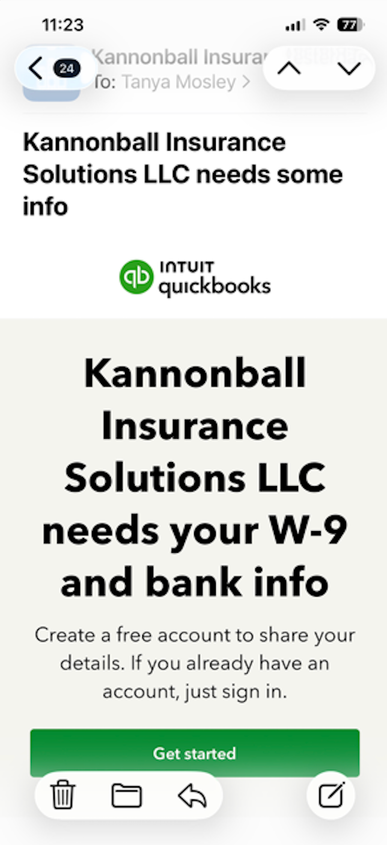 11:23
77
24
Kannonball Insura
To: Tanya Mosley
Kannonball Insurance
Solutions LLC needs some
info
qb
INTUIT
quickbooks
Kannonball
Insurance
Solutions LLC
needs your W-9
and bank info
Create a free account to share your
details. If you already have an
account, just sign in.
Get started